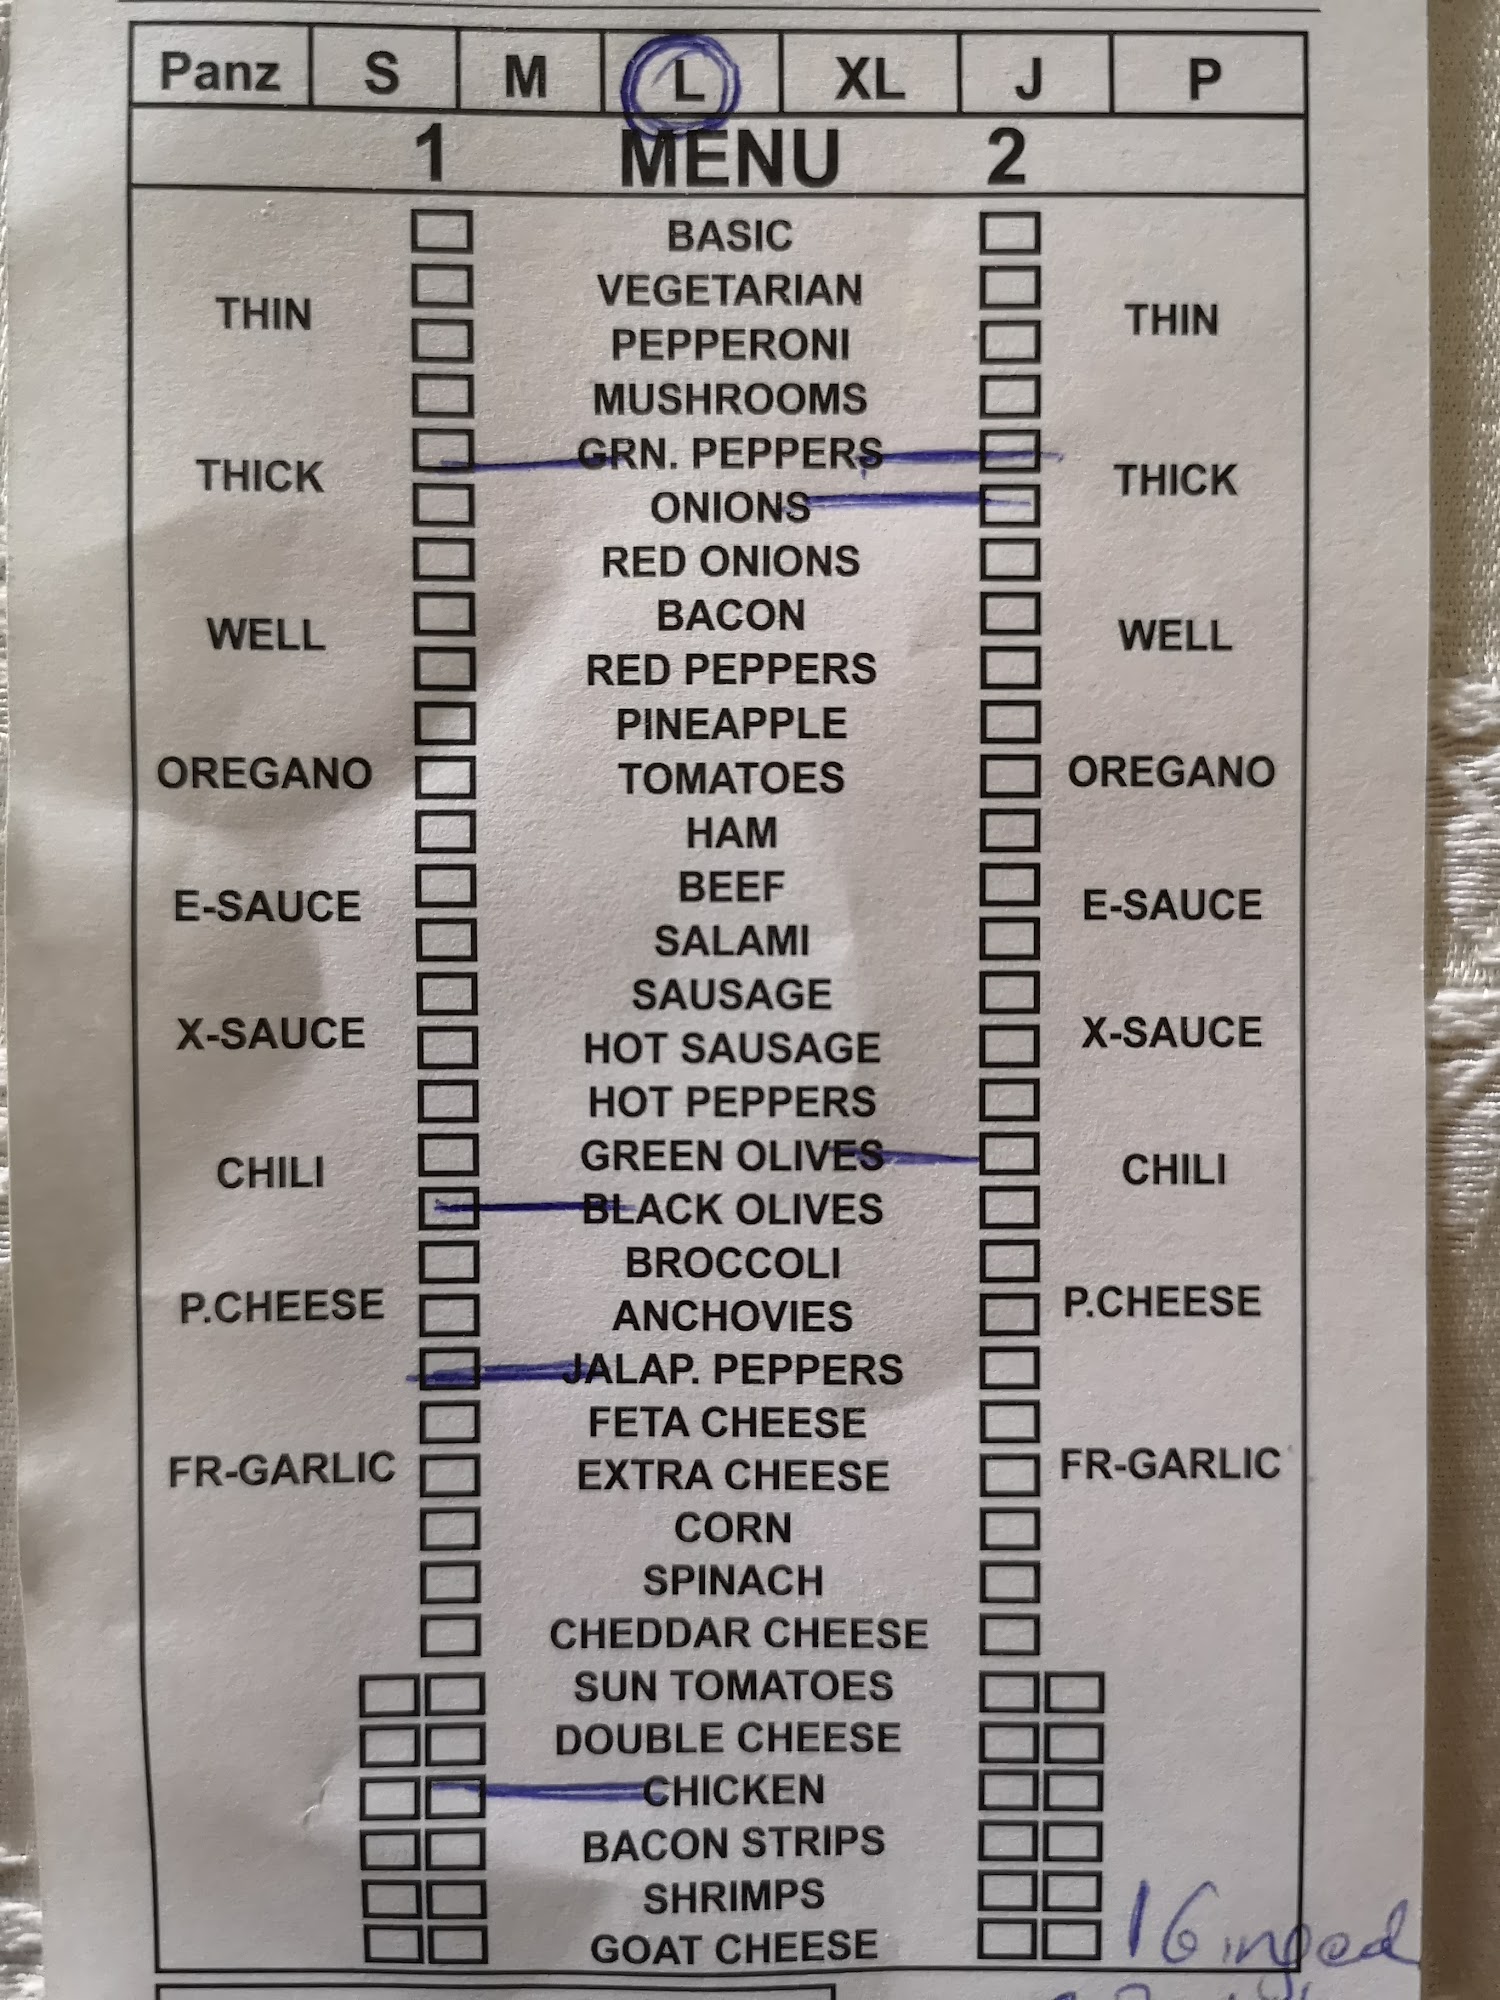 Panz S M L XL J P
1 MENU 2
BASIC
VEGETARIAN
THIN THIN
PEPPERONI
MUSHROOMS
GRN. PEPPERS
THICK THICK
ONIONS
RED ONIONS
BACON
WELL WELL
RED PEPPERS
PINEAPPLE
OREGANO TOMATOES OREGANO
HAM
BEEF
E-SAUCE E-SAUCE
SALAMI
SAUSAGE
X-SAUCE X-SAUCE
HOT SAUSAGE
HOT PEPPERS
GREEN OLIVES
CHILI CHILI
BLACK OLIVES
BROCCOLI
P.CHEESE P.CHEESE
ANCHOVIES
JALAP. PEPPERS
FETA CHEESE
FR-GARLIC FR-GARLIC
EXTRA CHEESE
CORN
SPINACH
CHEDDAR CHEESE
SUN TOMATOES
DOUBLE CHEESE
CHICKEN
BACON STRIPS
SHRIMPS
GOAT CHEESE